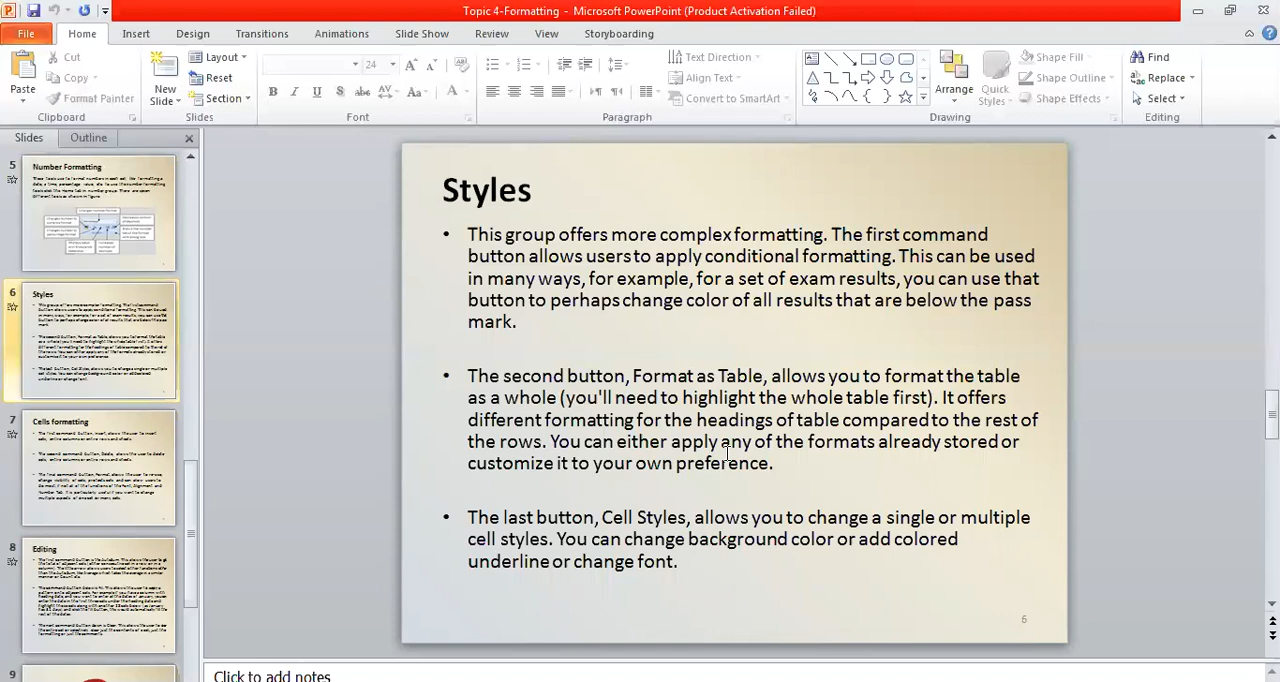 Topic 4-Formatting - Microsoft PowerPoint (Product Activation Failed)
File Home Insert Design Transitions Animations Slide Show Review View Storyboarding
Paste
Cut
Copy
Format Painter
Clipboard
New
Slide
Layout
Reset
Section
Slides
24
Font
Text Direction
Align Text
Convert to SmartArt
Paragraph
Arrange
Quick
Styles
Shape Fill
Shape Outline
Shape Effects
Drawing
Find
Replace
Select
Editing
Slides Outline
5
Number Formatting
6
Styles
7
Cells formatting
8
Editing
9
Styles
• This group offers more complex formatting. The first command
button allows users to apply conditional formatting. This can be used
in many ways, for example, for a set of exam results, you can use that
button to perhaps change color of all results that are below the pass
mark.
• The second button, Format as Table, allows you to format the table
as a whole (you'll need to highlight the whole table first). It offers
different formatting for the headings of table compared to the rest of
the rows. You can either apply any of the formats already stored or
customize it to your own preference.
• The last button, Cell Styles, allows you to change a single or multiple
cell styles. You can change background color or add colored
underline or change font.
6
Click to add notes